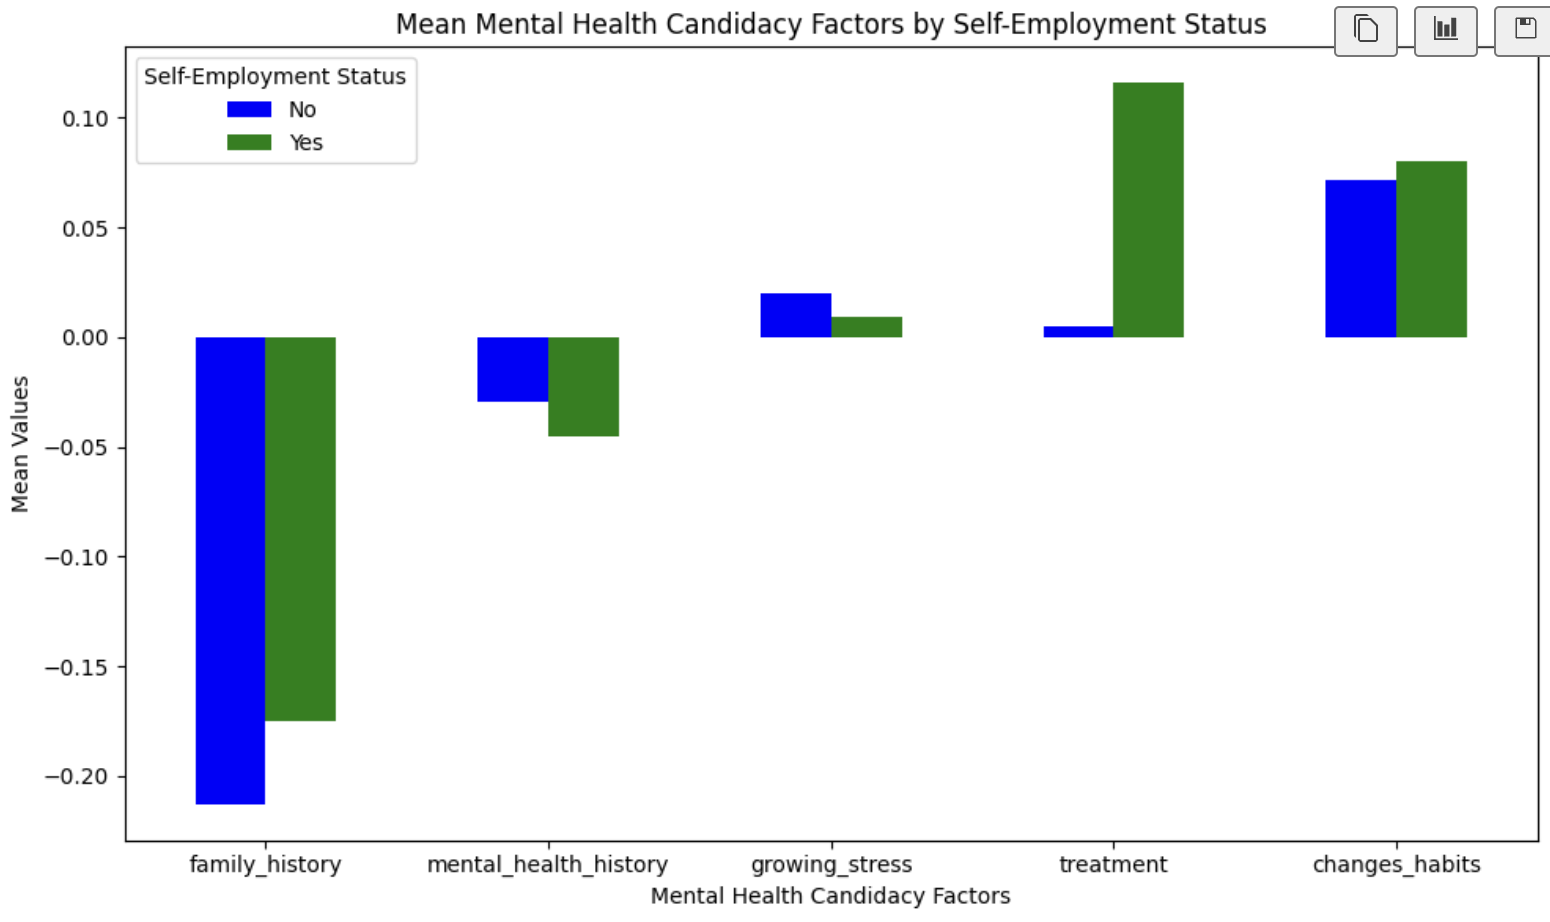 Mean Mental Health Candidacy Factors by Self-Employment Status
Self-Employment Status
No
Yes
0.10
0.05
0.00
−0.05
−0.10
−0.15
−0.20
Mean Values
family_history
mental_health_history
growing_stress
treatment
changes_habits
Mental Health Candidacy Factors